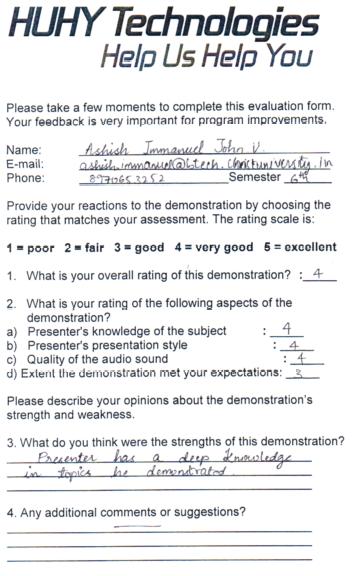 HUHY Technologies
Help Us Help You
Please take a few moments to complete this evaluation form.
Your feedback is very important for program improvements.
Name: Ashish Immanuel John V.
E-mail: ashish.immanuel@btech.christuniversity.in
Phone: 8970653252 Semester 6th
Provide your reactions to the demonstration by choosing the
rating that matches your assessment. The rating scale is:
1 = poor 2 = fair 3 = good 4 = very good 5 = excellent
1. What is your overall rating of this demonstration? : 4
2. What is your rating of the following aspects of the
demonstration?
a) Presenter's knowledge of the subject : 4
b) Presenter's presentation style : 4
c) Quality of the audio sound : 4
d) Extent the demonstration met your expectations: 3
Please describe your opinions about the demonstration's
strength and weakness.
3. What do you think were the strengths of this demonstration?
Presenter has a deep knowledge
in topics he demonstrated
4. Any additional comments or suggestions?